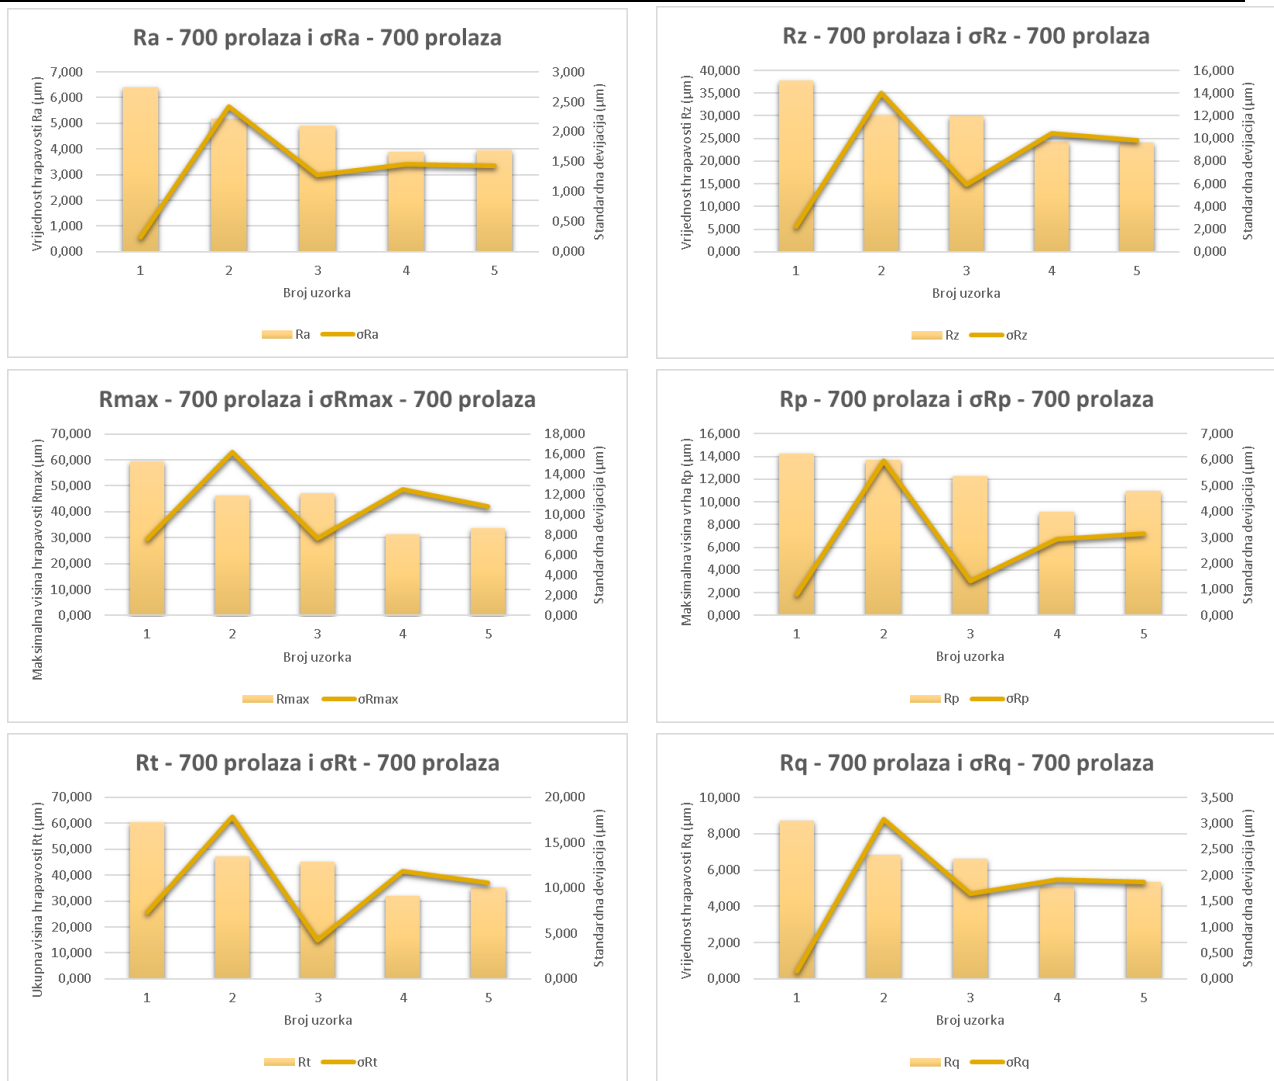 Ra - 700 prolaza i σRa - 700 prolaza
Vrijednost hrapavosti Ra (µm)
7,000
6,000
5,000
4,000
3,000
2,000
1,000
0,000
3,000
2,500
2,000
1,500
1,000
0,500
0,000
Standardna devijacija (µm)
1 2 3 4 5
Broj uzorka
Ra σRa
Rz - 700 prolaza i σRz - 700 prolaza
Vrijednost hrapavosti Rz (µm)
40,000
35,000
30,000
25,000
20,000
15,000
10,000
5,000
0,000
16,000
14,000
12,000
10,000
8,000
6,000
4,000
2,000
0,000
Standardna devijacija (µm)
1 2 3 4 5
Broj uzorka
Rz σRz
Rmax - 700 prolaza i σRmax - 700 prolaza
Maksimalna visina hrapavosti Rmax (µm)
70,000
60,000
50,000
40,000
30,000
20,000
10,000
0,000
18,000
16,000
14,000
12,000
10,000
8,000
6,000
4,000
2,000
0,000
Standardna devijacija (µm)
1 2 3 4 5
Broj uzorka
Rmax σRmax
Rp - 700 prolaza i σRp - 700 prolaza
Maksimalna visina vrha Rp (µm)
16,000
14,000
12,000
10,000
8,000
6,000
4,000
2,000
0,000
7,000
6,000
5,000
4,000
3,000
2,000
1,000
0,000
Standardna devijacija (µm)
1 2 3 4 5
Broj uzorka
Rp σRp
Rt - 700 prolaza i σRt - 700 prolaza
Ukupna visina hrapavosti Rt (µm)
70,000
60,000
50,000
40,000
30,000
20,000
10,000
0,000
20,000
15,000
10,000
5,000
0,000
Standardna devijacija (µm)
1 2 3 4 5
Broj uzorka
Rt σRt
Rq - 700 prolaza i σRq - 700 prolaza
Vrijednost hrapavosti Rq (µm)
10,000
8,000
6,000
4,000
2,000
0,000
3,500
3,000
2,500
2,000
1,500
1,000
0,500
0,000
Standardna devijacija (µm)
1 2 3 4 5
Broj uzorka
Rq σRq